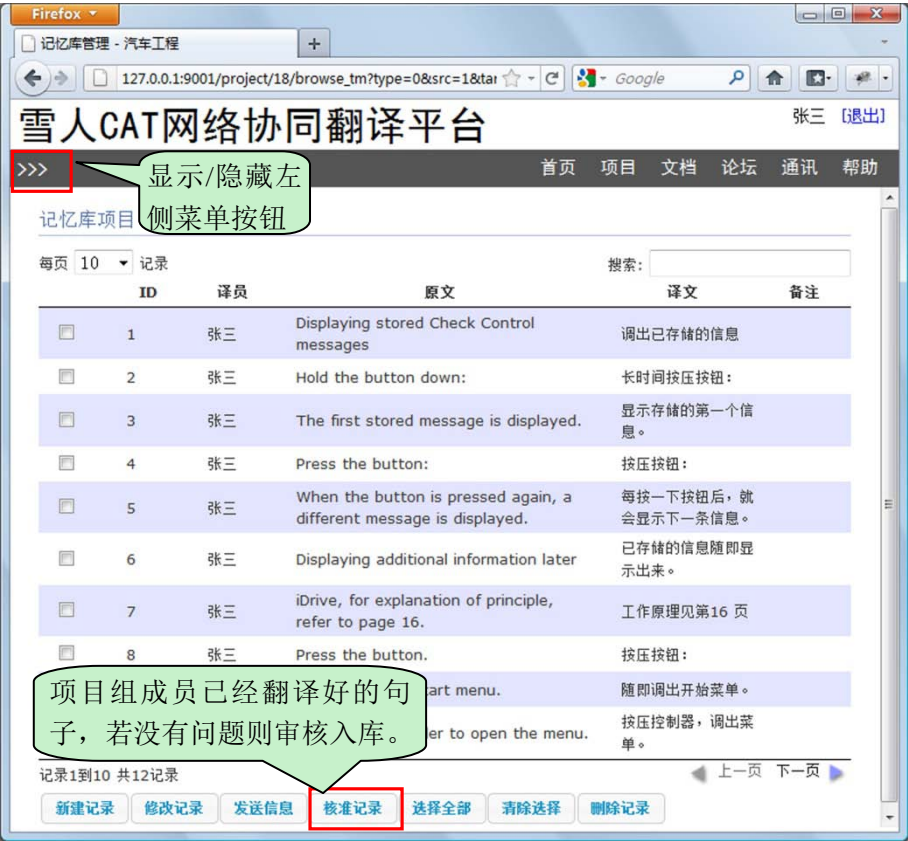 Firefox
记忆库管理 - 汽车工程
127.0.0.1:9001/project/18/browse_tm?type=0&src=1&tar
Google
雪人CAT网络协同翻译平台
张三 [退出]
>>>
首页 项目 文档 论坛 通讯 帮助
显示/隐藏左
侧菜单按钮
记忆库项目
每页 10 记录
搜索:
ID 译员 原文 译文 备注
1 张三 Displaying stored Check Control messages 调出已存储的信息
2 张三 Hold the button down: 长时间按压按钮：
3 张三 The first stored message is displayed. 显示存储的第一个信息。
4 张三 Press the button: 按压按钮：
5 张三 When the button is pressed again, a different message is displayed. 每按一下按钮后，就会显示下一条信息。
6 张三 Displaying additional information later 已存储的信息随即显示出来。
7 张三 iDrive, for explanation of principle, refer to page 16. 工作原理见第16 页
8 张三 Press the button. 按压按钮：
项目组成员已经翻译好的句
子，若没有问题则审核入库。
art menu. 随即调出开始菜单。
er to open the menu. 按压控制器，调出菜单。
记录1到10 共12记录
上一页 下一页
新建记录 修改记录 发送信息 核准记录 选择全部 清除选择 删除记录